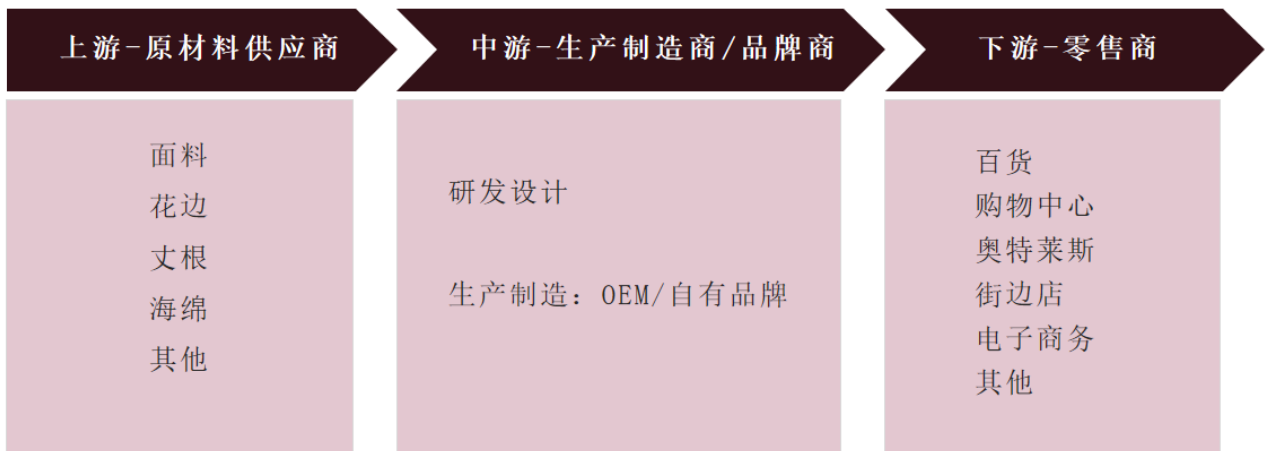 上游-原材料供应商
面料
花边
丈根
海绵
其他
中游-生产制造商/品牌商
研发设计
生产制造：OEM/自有品牌
下游-零售商
百货
购物中心
奥特莱斯
街边店
电子商务
其他